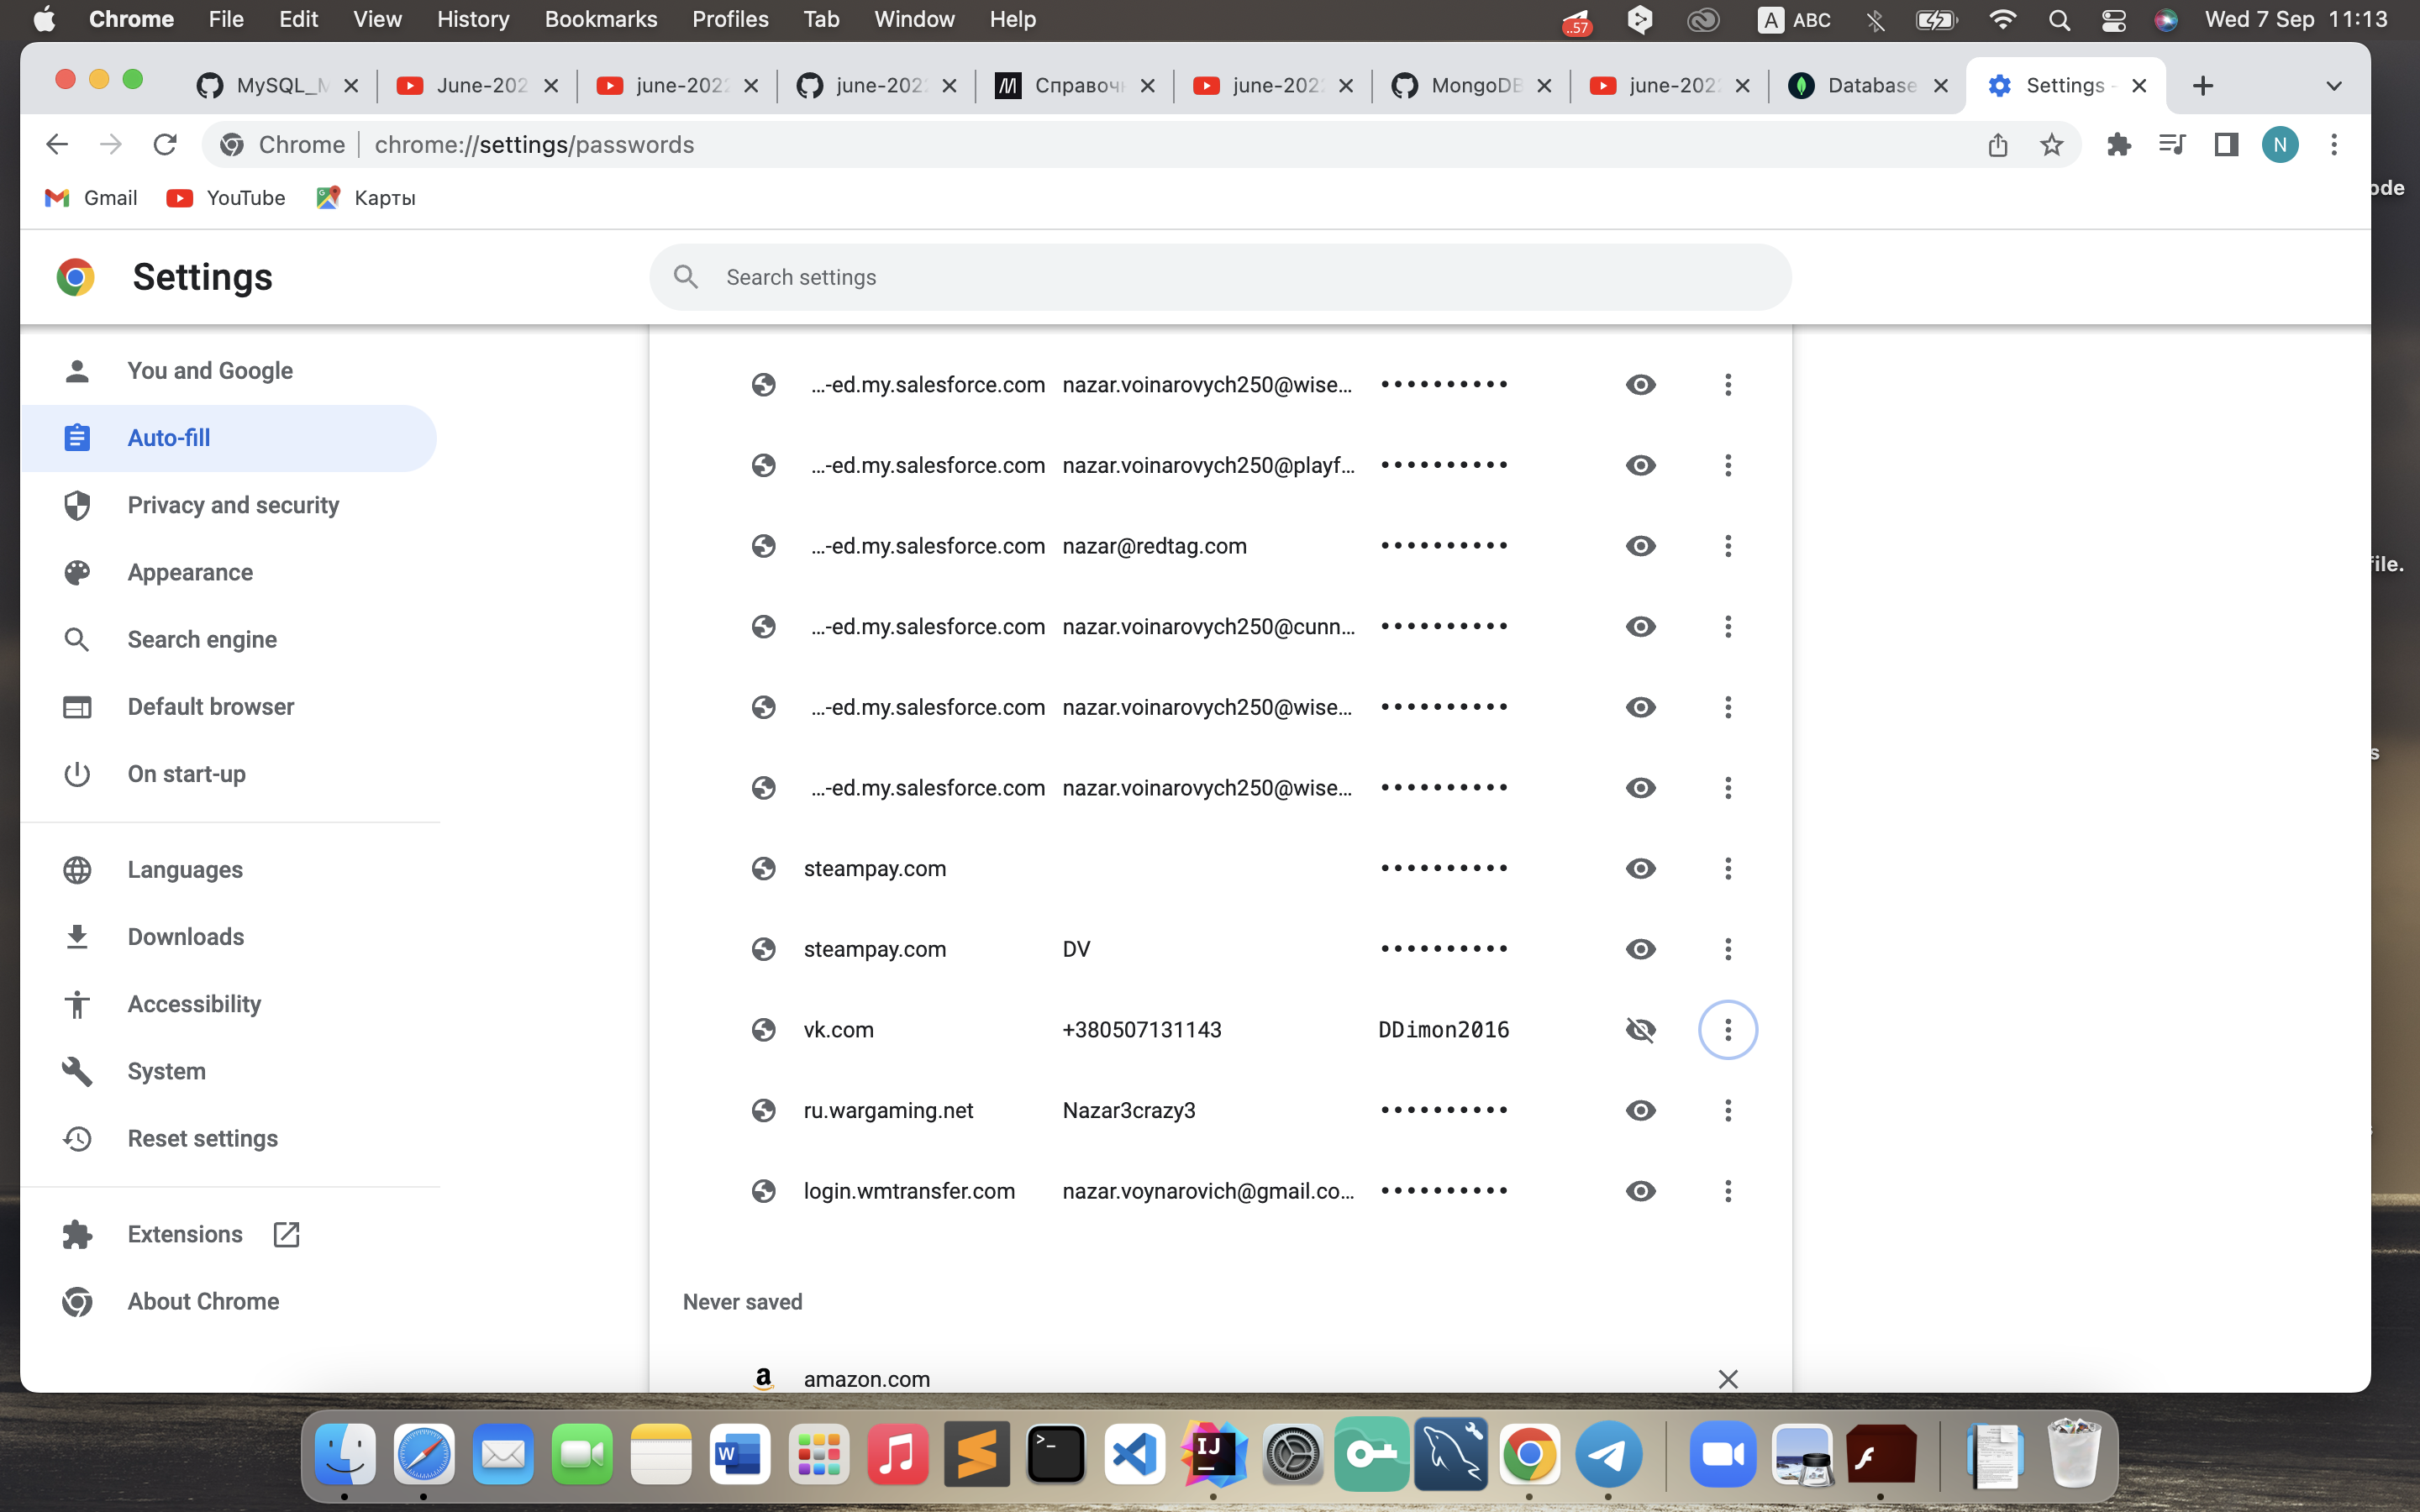 Chrome File Edit View History Bookmarks Profiles Tab Window Help ..57 A ABC Wed 7 Sep 11:13
MySQL_M June-202 june-202 june-202 Справоч june-202 MongoDB june-202 Database Settings -
Chrome chrome://settings/passwords N
Gmail YouTube Карты
Settings
Search settings
You and Google
Auto-fill
Privacy and security
Appearance
Search engine
Default browser
On start-up
Languages
Downloads
Accessibility
System
Reset settings
Extensions
About Chrome
...-ed.my.salesforce.com nazar.voinarovych250@wise... ••••••••••
...-ed.my.salesforce.com nazar.voinarovych250@playf... ••••••••••
...-ed.my.salesforce.com nazar@redtag.com ••••••••••
...-ed.my.salesforce.com nazar.voinarovych250@cunn... ••••••••••
...-ed.my.salesforce.com nazar.voinarovych250@wise... ••••••••••
...-ed.my.salesforce.com nazar.voinarovych250@wise... ••••••••••
steampay.com ••••••••••
steampay.com DV ••••••••••
vk.com +380507131143 DDimon2016
ru.wargaming.net Nazar3crazy3 ••••••••••
login.wmtransfer.com nazar.voynarovich@gmail.co... ••••••••••
Never saved
amazon.com
ode
file.